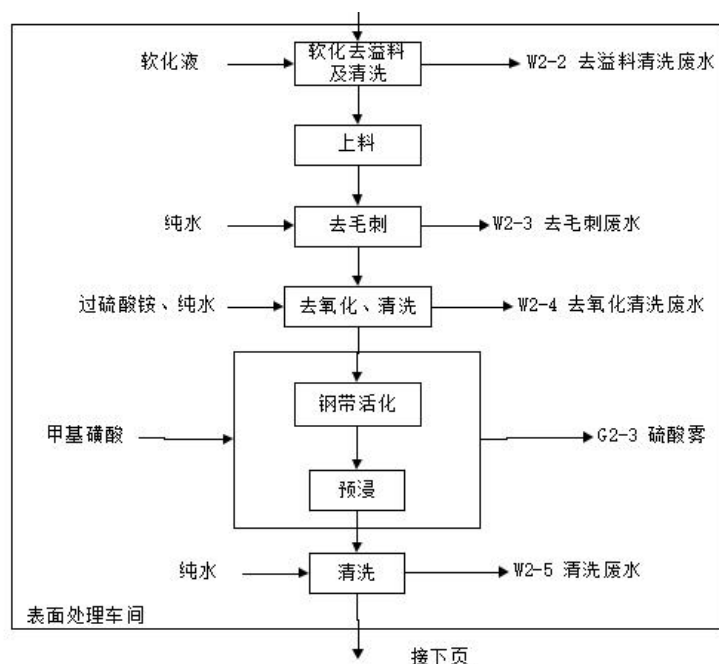 软化液
软化去溢料
及清洗
W2-2 去溢料清洗废水
上料
纯水
去毛刺
W2-3 去毛刺废水
过硫酸铵、纯水
去氧化、清洗
W2-4 去氧化清洗废水
钢带活化
甲基磺酸
G2-3 硫酸雾
预浸
纯水
清洗
W2-5 清洗废水
表面处理车间
接下页